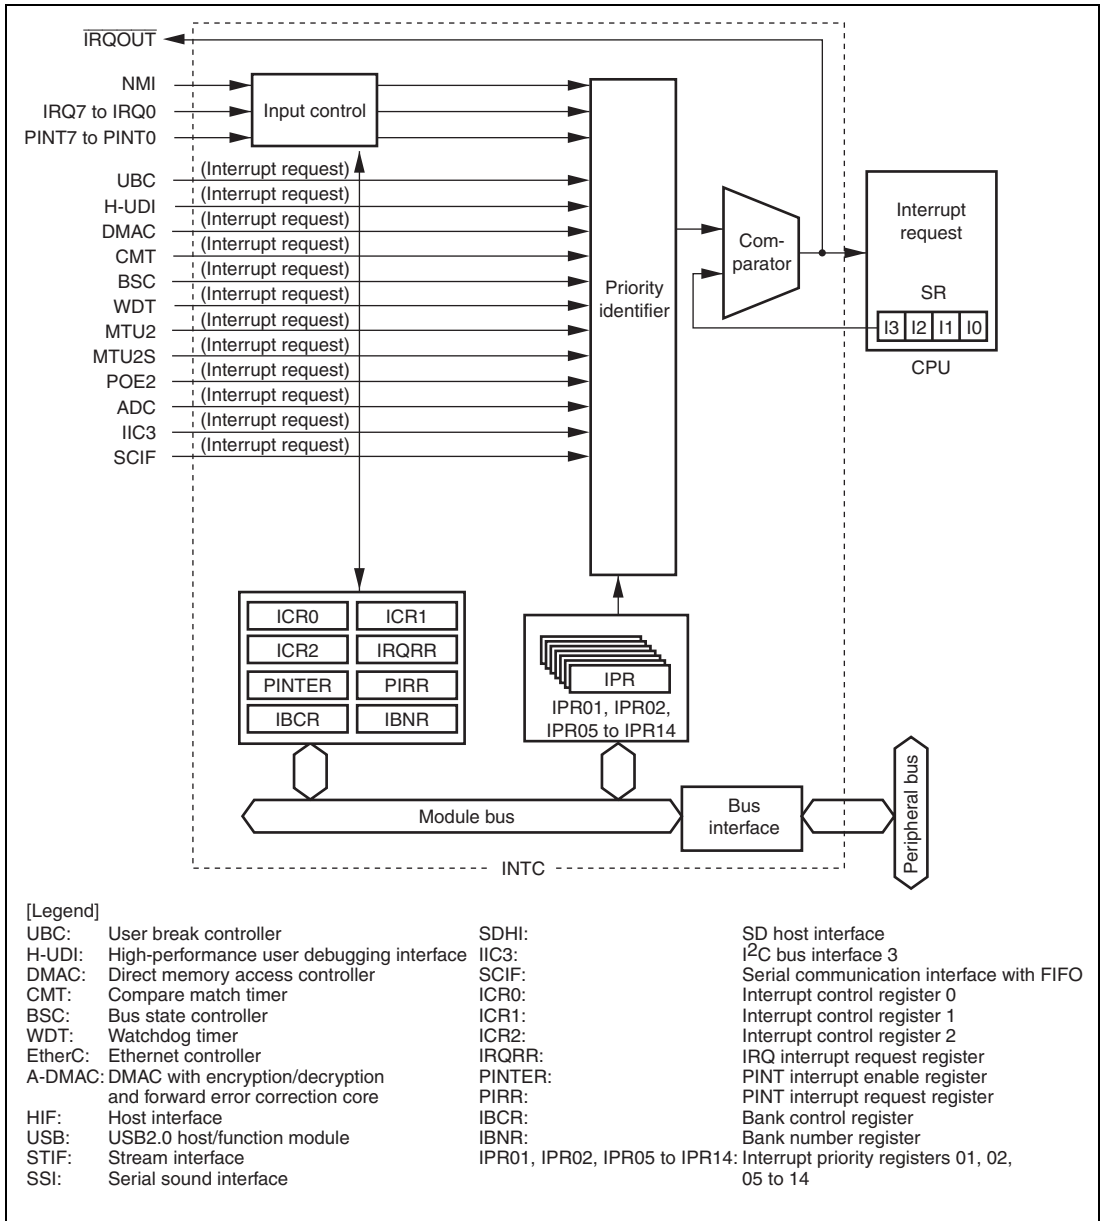 IRQOUT
NMI
IRQ7 to IRQ0
PINT7 to PINT0
Input control
UBC
(Interrupt request)
H-UDI
(Interrupt request)
DMAC
(Interrupt request)
CMT
(Interrupt request)
BSC
(Interrupt request)
WDT
(Interrupt request)
MTU2
(Interrupt request)
MTU2S
(Interrupt request)
POE2
(Interrupt request)
ADC
(Interrupt request)
IIC3
(Interrupt request)
SCIF
(Interrupt request)
Priority
identifier
Com-
parator
Interrupt
request
SR
I3 I2 I1 I0
CPU
ICR0 ICR1
ICR2 IRQRR
PINTER PIRR
IBCR IBNR
IPR
IPR01, IPR02,
IPR05 to IPR14
Module bus
Bus
interface
Peripheral bus
INTC
[Legend]
UBC: User break controller
H-UDI: High-performance user debugging interface
DMAC: Direct memory access controller
CMT: Compare match timer
BSC: Bus state controller
WDT: Watchdog timer
EtherC: Ethernet controller
A-DMAC: DMAC with encryption/decryption
and forward error correction core
HIF: Host interface
USB: USB2.0 host/function module
STIF: Stream interface
SSI: Serial sound interface
SDHI: SD host interface
IIC3: I2C bus interface 3
SCIF: Serial communication interface with FIFO
ICR0: Interrupt control register 0
ICR1: Interrupt control register 1
ICR2: Interrupt control register 2
IRQRR: IRQ interrupt request register
PINTER: PINT interrupt enable register
PIRR: PINT interrupt request register
IBCR: Bank control register
IBNR: Bank number register
IPR01, IPR02, IPR05 to IPR14: Interrupt priority registers 01, 02,
05 to 14